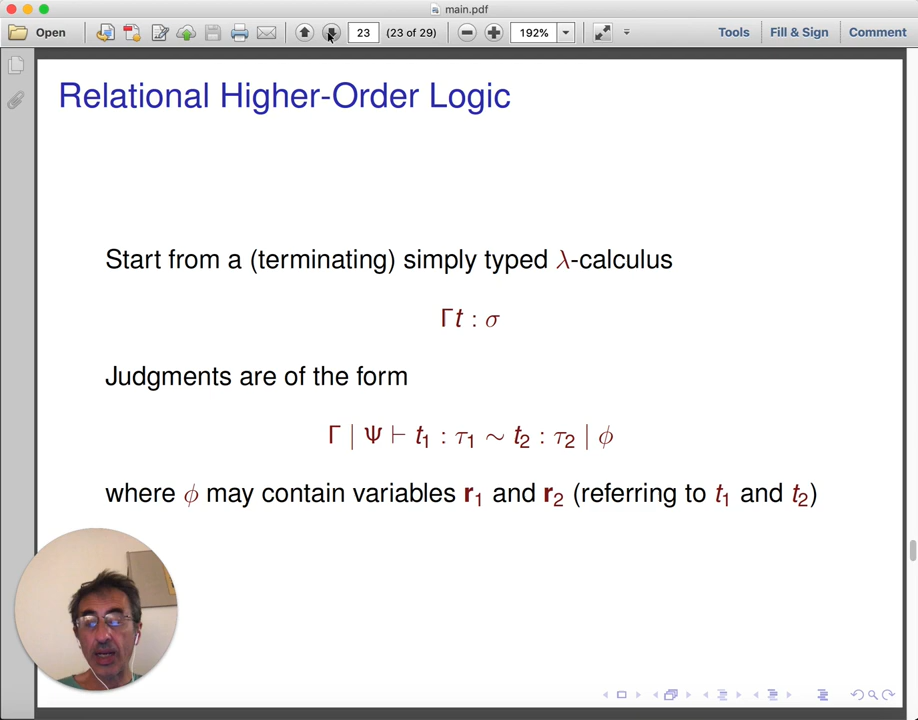 main.pdf
Open
23
(23 of 29)
192%
Tools
Fill & Sign
Comment
Relational Higher-Order Logic
Start from a (terminating) simply typed λ-calculus
Γt : σ
Judgments are of the form
Γ | Ψ ⊢ t₁ : τ₁ ∼ t₂ : τ₂ | ϕ
where ϕ may contain variables r₁ and r₂ (referring to t₁ and t₂)